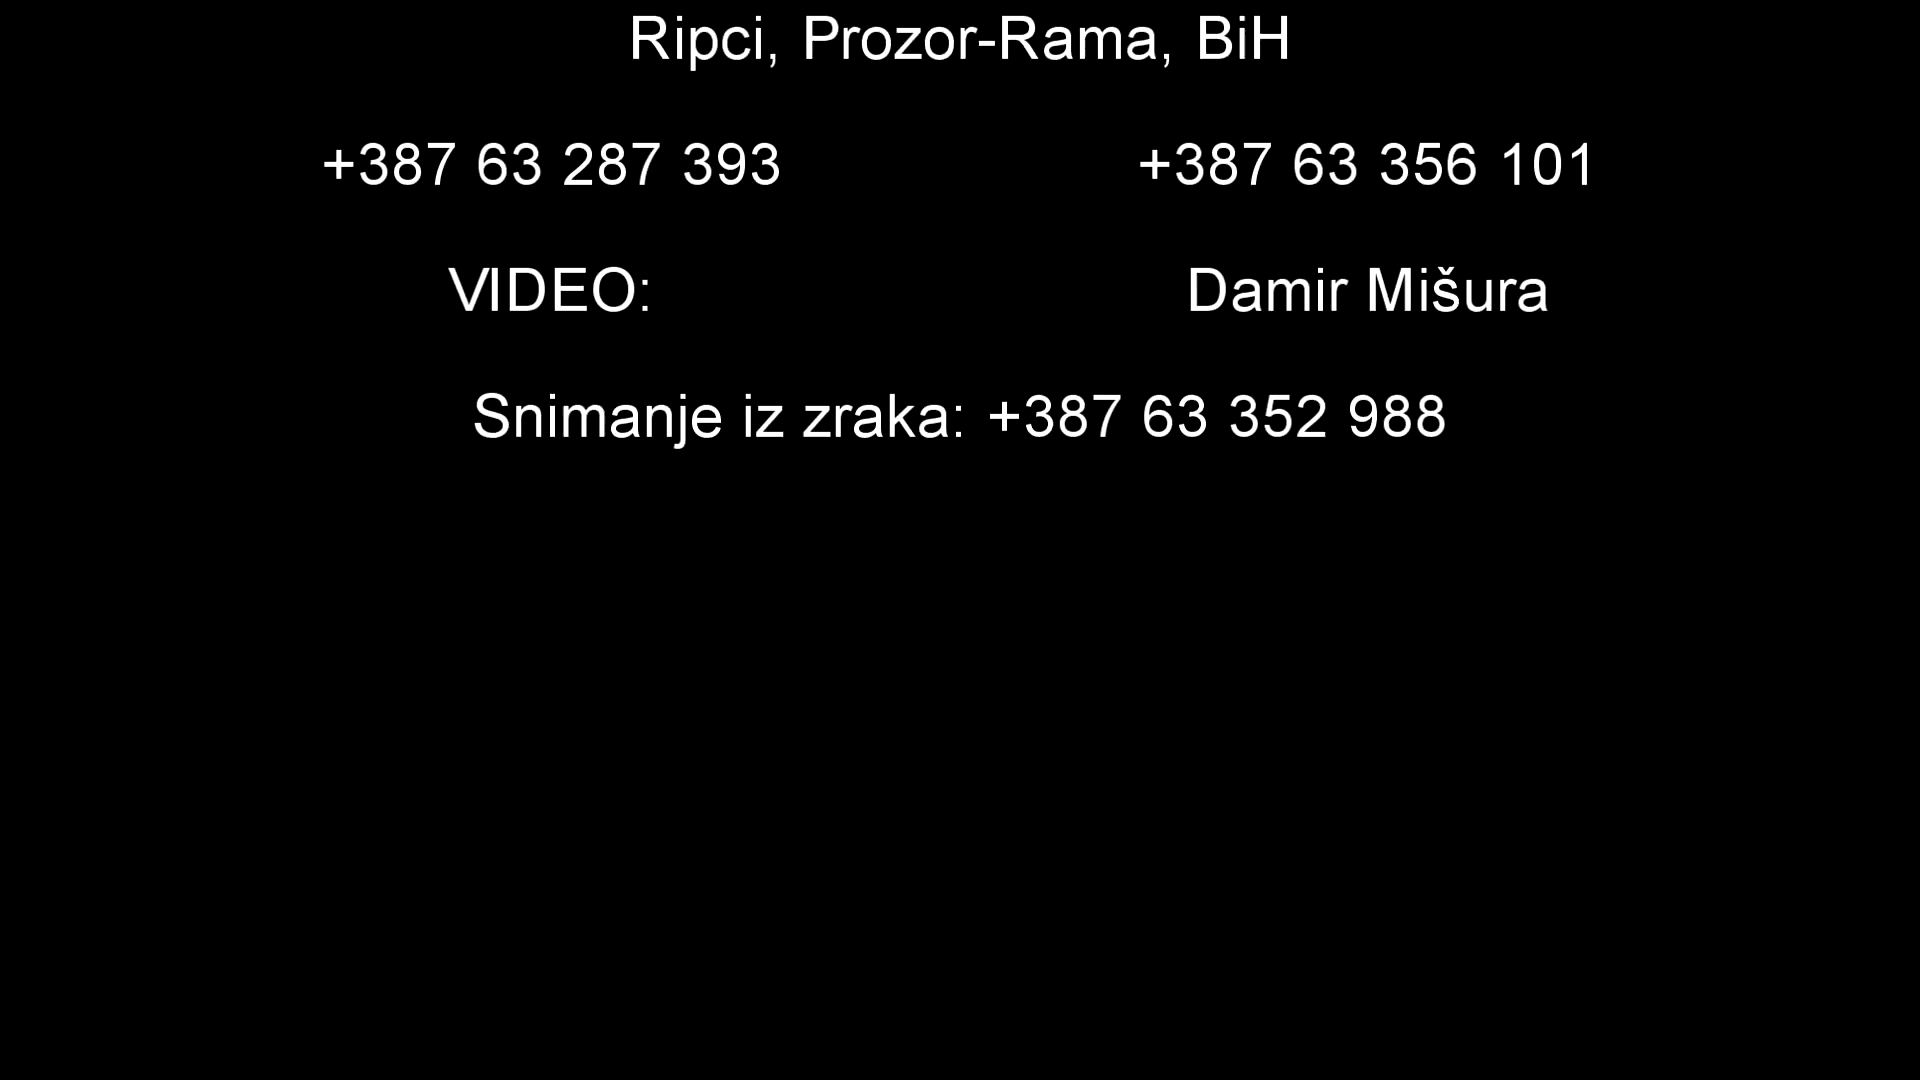 Ripci, Prozor-Rama, BiH
+387 63 287 393 +387 63 356 101
VIDEO: Damir Mišura
Snimanje iz zraka: +387 63 352 988